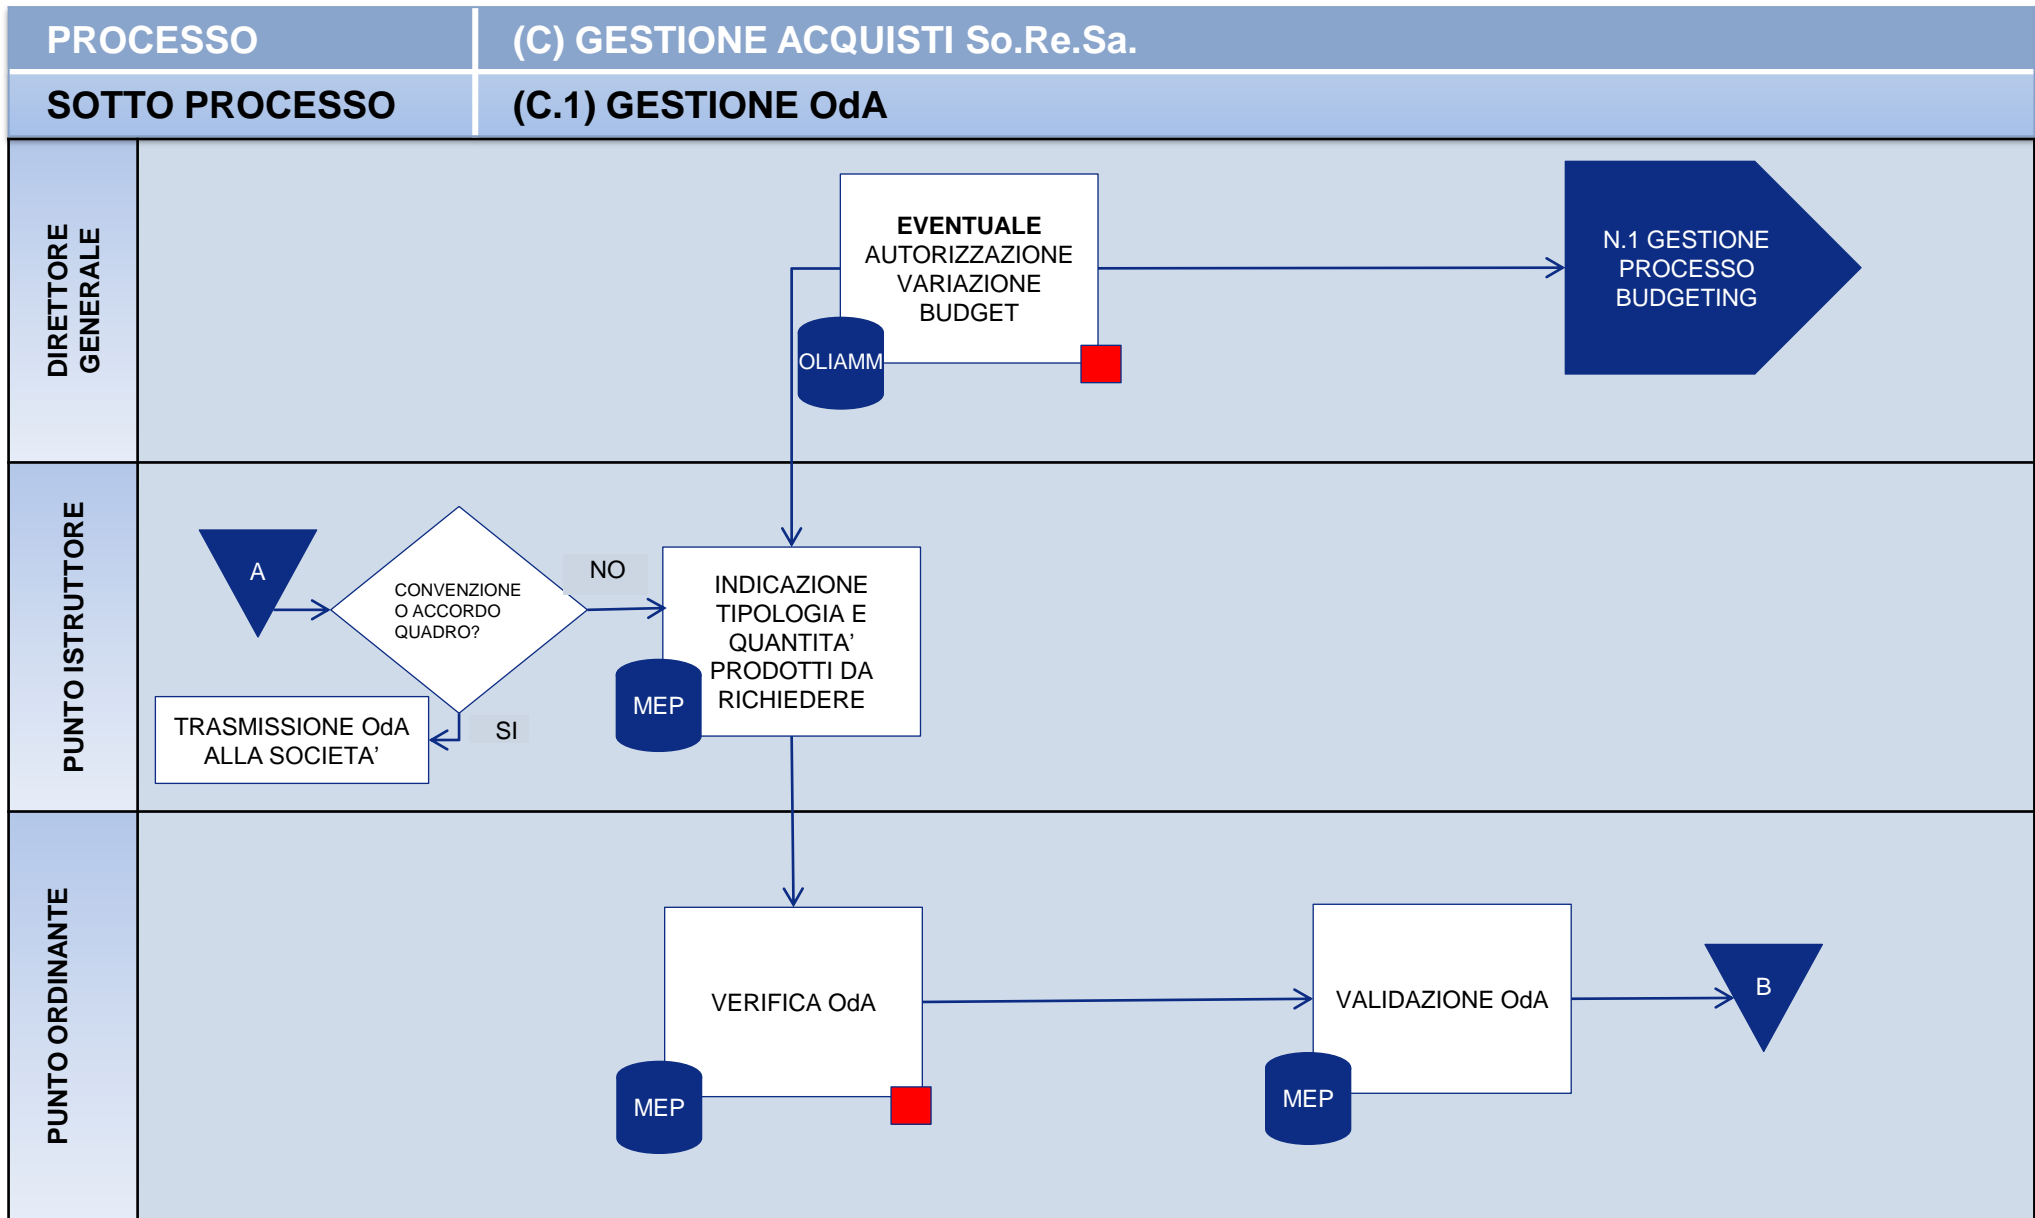 PROCESSO
(C) GESTIONE ACQUISTI So.Re.Sa.
SOTTO PROCESSO
(C.1) GESTIONE OdA
DIRETTORE
GENERALE
EVENTUALE
AUTORIZZAZIONE
VARIAZIONE
BUDGET
OLIAMM
N.1 GESTIONE
PROCESSO
BUDGETING
PUNTO ISTRUTTORE
A
CONVENZIONE
O ACCORDO
QUADRO?
NO
SI
TRASMISSIONE OdA
ALLA SOCIETA’
INDICAZIONE
TIPOLOGIA E
QUANTITA’
PRODOTTI DA
RICHIEDERE
MEP
PUNTO ORDINANTE
VERIFICA OdA
MEP
VALIDAZIONE OdA
MEP
B